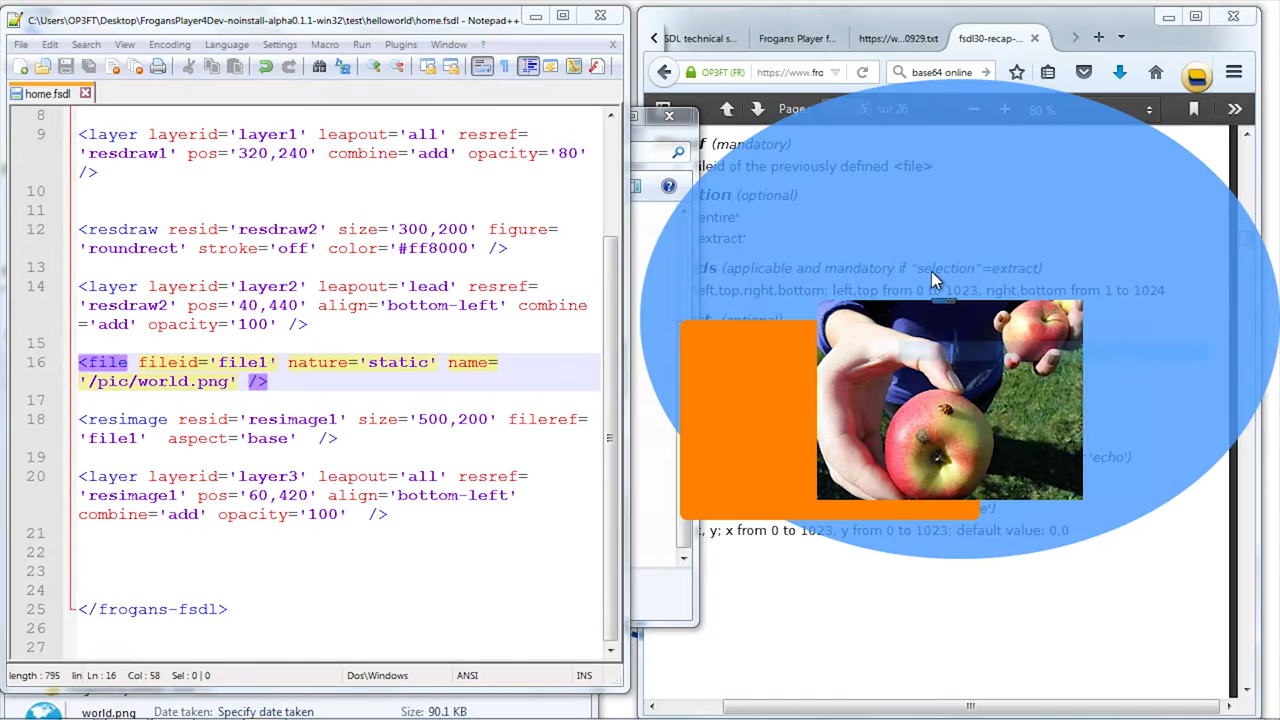 C:\Users\OP3FT\Desktop\FrogansPlayer4Dev-noinstall-alpha0.1.1-win32\test\helloworld\home.fsdl - Notepad++
File Edit Search View Encoding Language Settings Macro Run Plugins Window ? X
home.fsdl
8
9 <layer layerid='layer1' leapout='all' resref=
'resdraw1' pos='320,240' combine='add' opacity='80'
/>
10
11
12 <resdraw resid='resdraw2' size='300,200' figure=
'roundrect' stroke='off' color='#ff8000' />
13
14 <layer layerid='layer2' leapout='lead' resref=
'resdraw2' pos='40,440' align='bottom-left' combine
='add' opacity='100' />
15
16 <file fileid='file1' nature='static' name=
'/pic/world.png' />
17
18 <resimage resid='resimage1' size='500,200' fileref=
'file1' aspect='base' />
19
20 <layer layerid='layer3' leapout='all' resref=
'resimage1' pos='60,420' align='bottom-left'
combine='add' opacity='100' />
21
22
23
24
25 </frogans-fsdl>
26
27
length : 795 lin Ln : 16 Col : 58 Sel : 0 | 0 Dos\Windows ANSI INS
world.png Date taken: Specify date taken Size: 90.1 KB
SDL technical s... Frogans Player f... https://w...0929.txt fsdl30-recap-...
OP3FT (FR) https://www.fro base64 online
Page 5 sur 26 80 %
f (mandatory)
ileid of the previously defined <file>
tion (optional)
entire'
extract'
ds (applicable and mandatory if "selection"=extract)
left,top,right,bottom; left,top from 0 to 1023, right,bottom from 1 to 1024
(optional)
'echo')
x, y; x from 0 to 1023, y from 0 to 1023; default value: 0,0